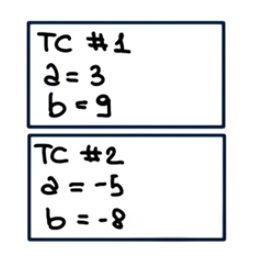 TC #1
a = 3
b = 9
TC #2
a = -5
b = -8